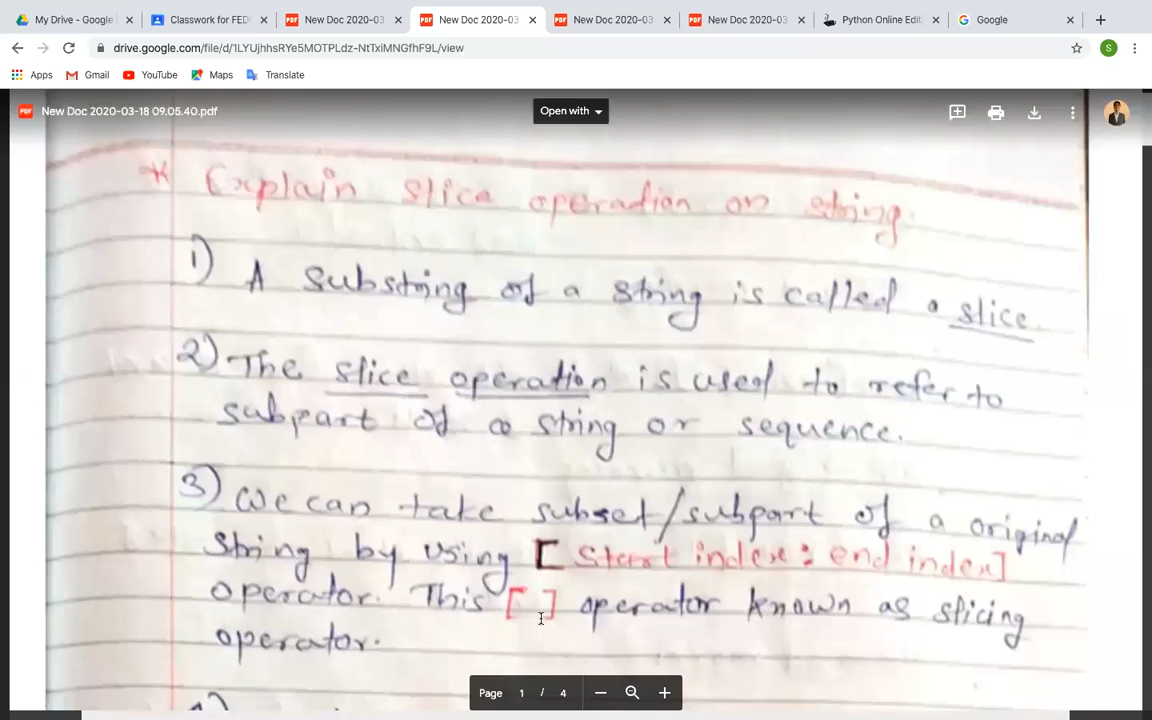 My Drive - Google
Classwork for FED
New Doc 2020-03
New Doc 2020-03
New Doc 2020-03
New Doc 2020-03
Python Online Edit
Google
drive.google.com/file/d/1LYUjhhsRYe5MOTPLdz-NtTxiMNGfhF9L/view
S
Apps
Gmail
YouTube
Maps
Translate
PDF New Doc 2020-03-18 09.05.40.pdf
Open with
* Explain slice operation on string.
1) A substring of a string is called a slice.
2) The slice operation is used to refer to
subpart of a string or sequence.
3) We can take subset/subpart of a original
string by using [ Start index : end index]
operator. This [ ] operator known as slicing
operator.
Page 1 / 4